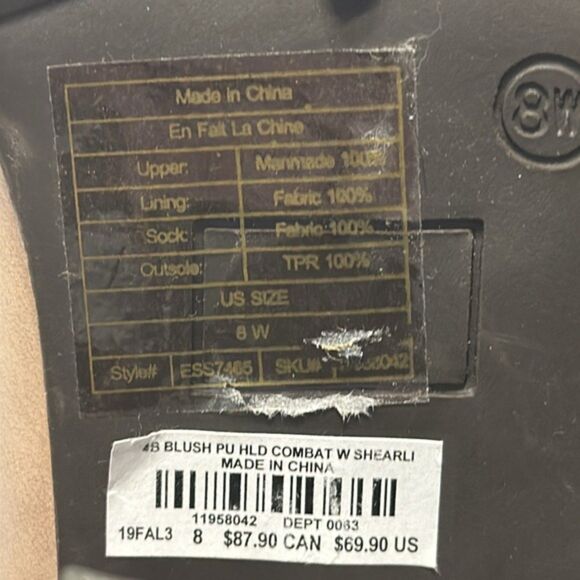 Made in China
En Fait La Chine
Upper: Manmade 100%
Lining: Fabric 100%
Sock: Fabric 100%
Outsole: TPR 100%
US SIZE
8 W
Style# ESS7465 SKU#
8W
BLUSH PU HLD COMBAT W SHEARLI
MADE IN CHINA
11958042 DEPT 0063
19FAL3 8 $87.90 CAN $69.90 US